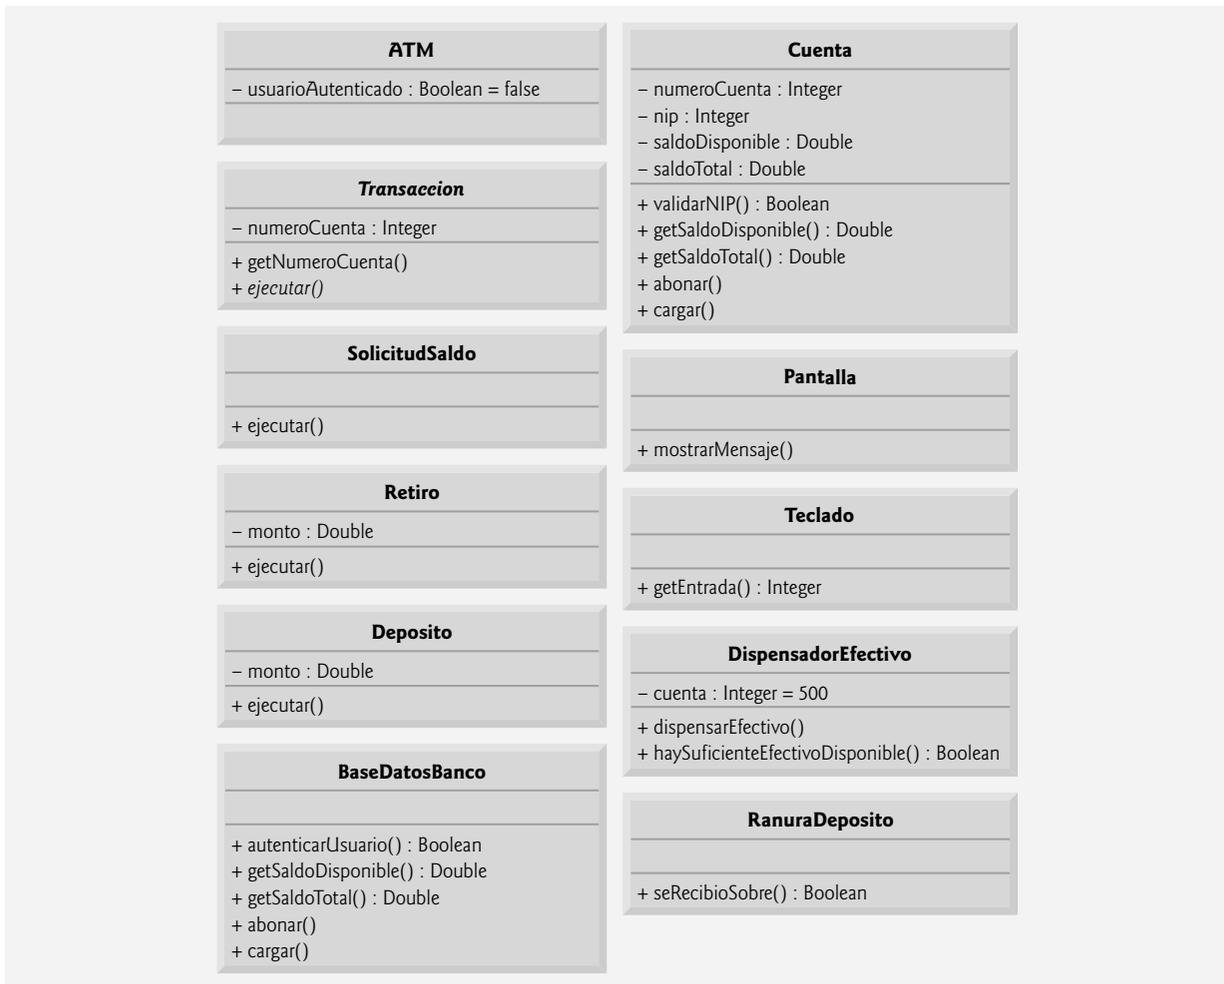 ATM
– usuarioAutenticado : Boolean = false
Transaccion
– numeroCuenta : Integer
+ getNumeroCuenta()
+ ejecutar()
SolicitudSaldo
+ ejecutar()
Retiro
– monto : Double
+ ejecutar()
Deposito
– monto : Double
+ ejecutar()
BaseDatosBanco
+ autenticarUsuario() : Boolean
+ getSaldoDisponible() : Double
+ getSaldoTotal() : Double
+ abonar()
+ cargar()
Cuenta
– numeroCuenta : Integer
– nip : Integer
– saldoDisponible : Double
– saldoTotal : Double
+ validarNIP() : Boolean
+ getSaldoDisponible() : Double
+ getSaldoTotal() : Double
+ abonar()
+ cargar()
Pantalla
+ mostrarMensaje()
Teclado
+ getEntrada() : Integer
DispensadorEfectivo
– cuenta : Integer = 500
+ dispensarEfectivo()
+ haySuficienteEfectivoDisponible() : Boolean
RanuraDeposito
+ seRecibioSobre() : Boolean